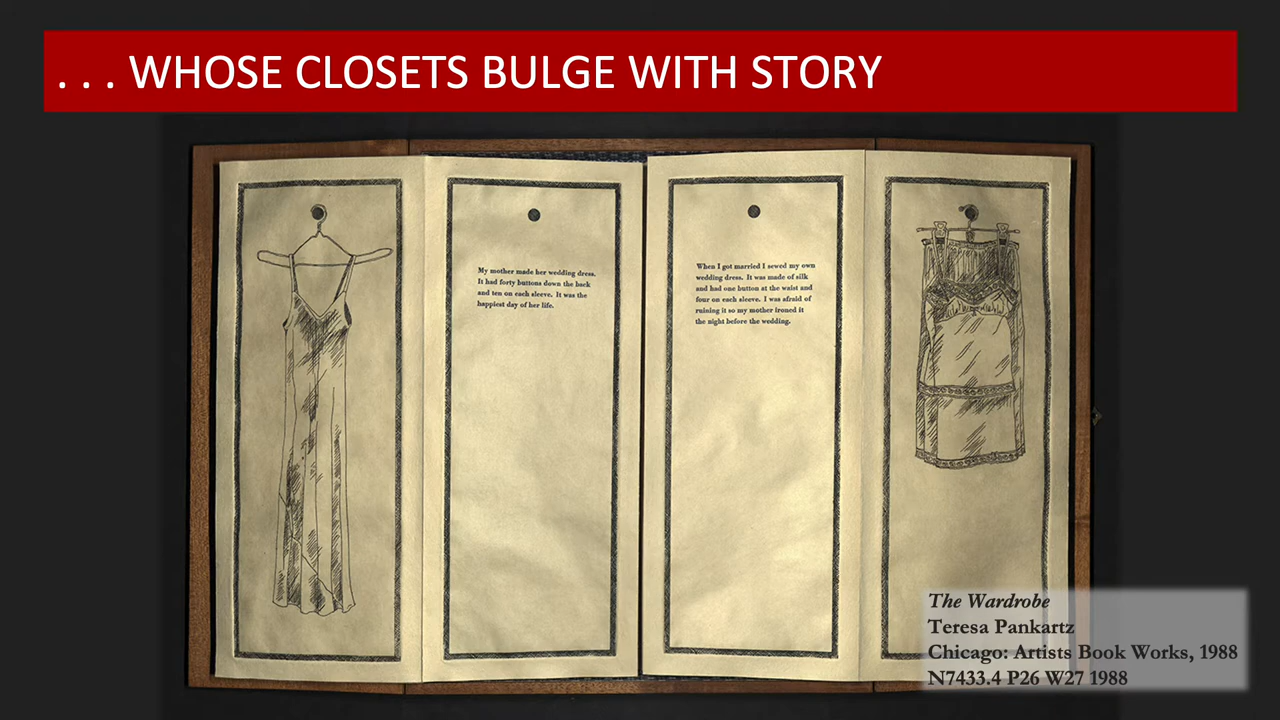 . . . WHOSE CLOSETS BULGE WITH STORY
My mother made her wedding dress.
It had forty buttons down the back
and ten on each sleeve. It was the
happiest day of her life.
When I got married I sewed my own
wedding dress. It was made of silk
and had one button at the waist and
four on each sleeve. I was afraid of
ruining it so my mother ironed it
the night before the wedding.
The Wardrobe
Teresa Pankartz
Chicago: Artists Book Works, 1988
N7433.4 P26 W27 1988